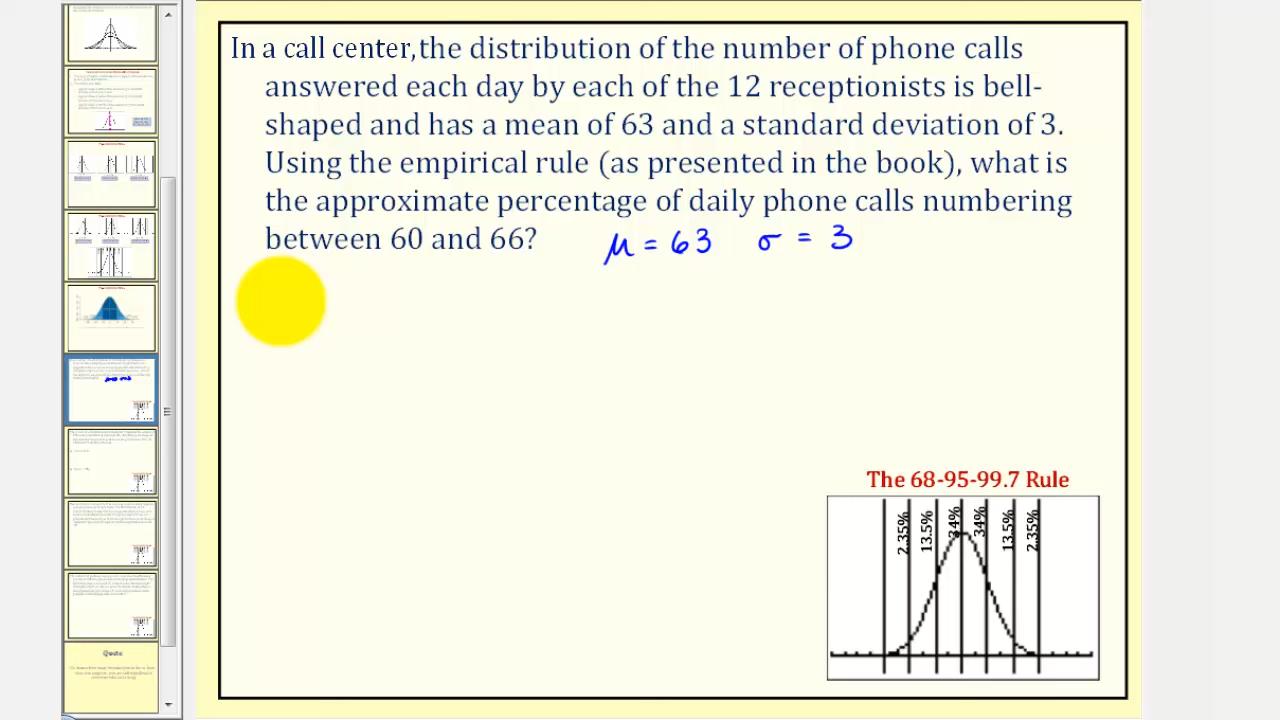 In a call center, the distribution of the number of phone calls
answered each day by each of the 12 receptionists is bell-
shaped and has a mean of 63 and a standard deviation of 3.
Using the empirical rule (as presented in the book), what is
the approximate percentage of daily phone calls numbering
between 60 and 66? μ = 63 σ = 3
The 68-95-99.7 Rule
2.35% 13.5% 34% 34% 13.5% 2.35%
Quote